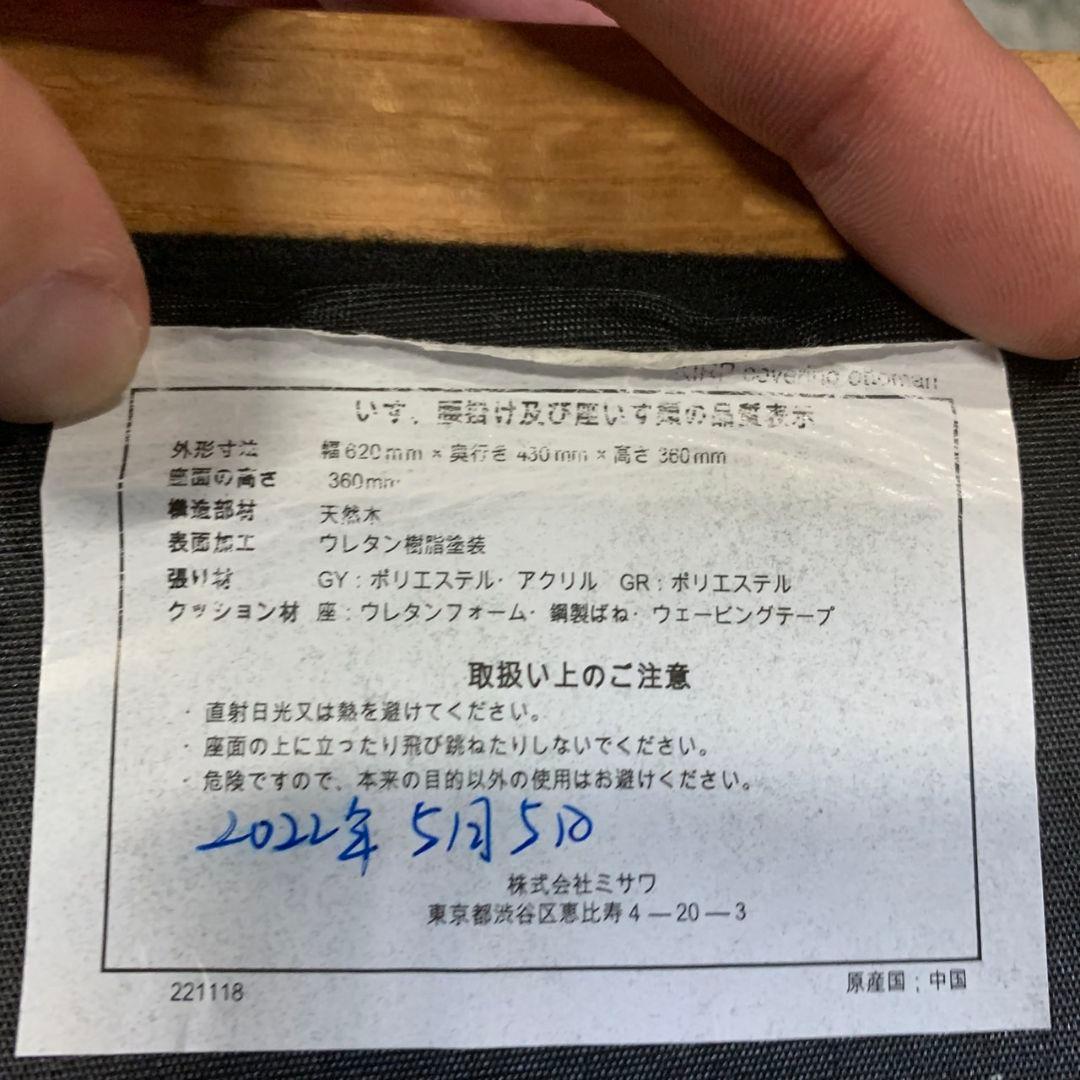 covering ottoman
いす、腰掛け及び座いす類の品質表示
外形寸法 幅620mm × 奥行き 430mm × 高さ 360mm
座面の高さ 360mm
構造部材 天然木
表面加工 ウレタン樹脂塗装
張り材 GY：ポリエステル・アクリル GR：ポリエステル
クッション材 座：ウレタンフォーム・鋼製ばね・ウェービングテープ
取扱い上のご注意
・直射日光又は熱を避けてください。
・座面の上に立ったり飛び跳ねたりしないでください。
・危険ですので、本来の目的以外の使用はお避けください。
2022年 5月5日
株式会社ミサワ
東京都渋谷区恵比寿4―20―3
221118 原産国；中国